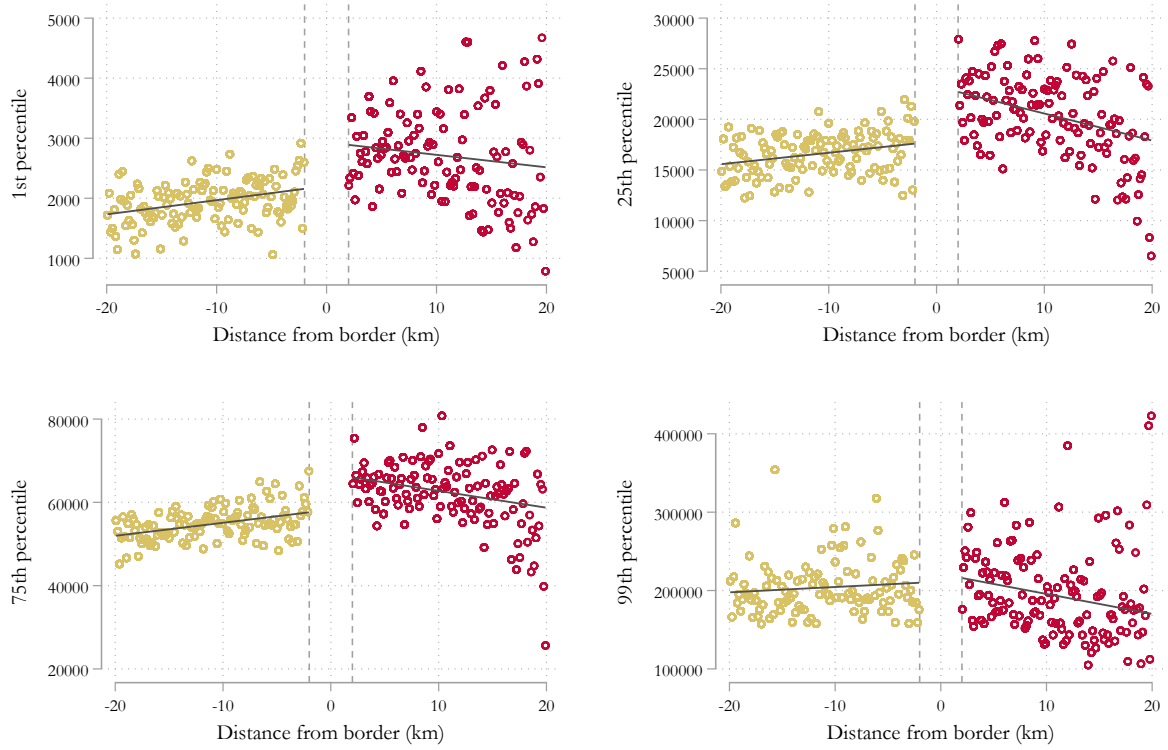 5000
4000
3000
2000
1000
1st percentile
-20 -10 0 10 20
Distance from border (km)
30000
25000
20000
15000
10000
5000
25th percentile
-20 -10 0 10 20
Distance from border (km)
80000
60000
40000
20000
75th percentile
-20 -10 0 10 20
Distance from border (km)
400000
300000
200000
100000
99th percentile
-20 -10 0 10 20
Distance from border (km)